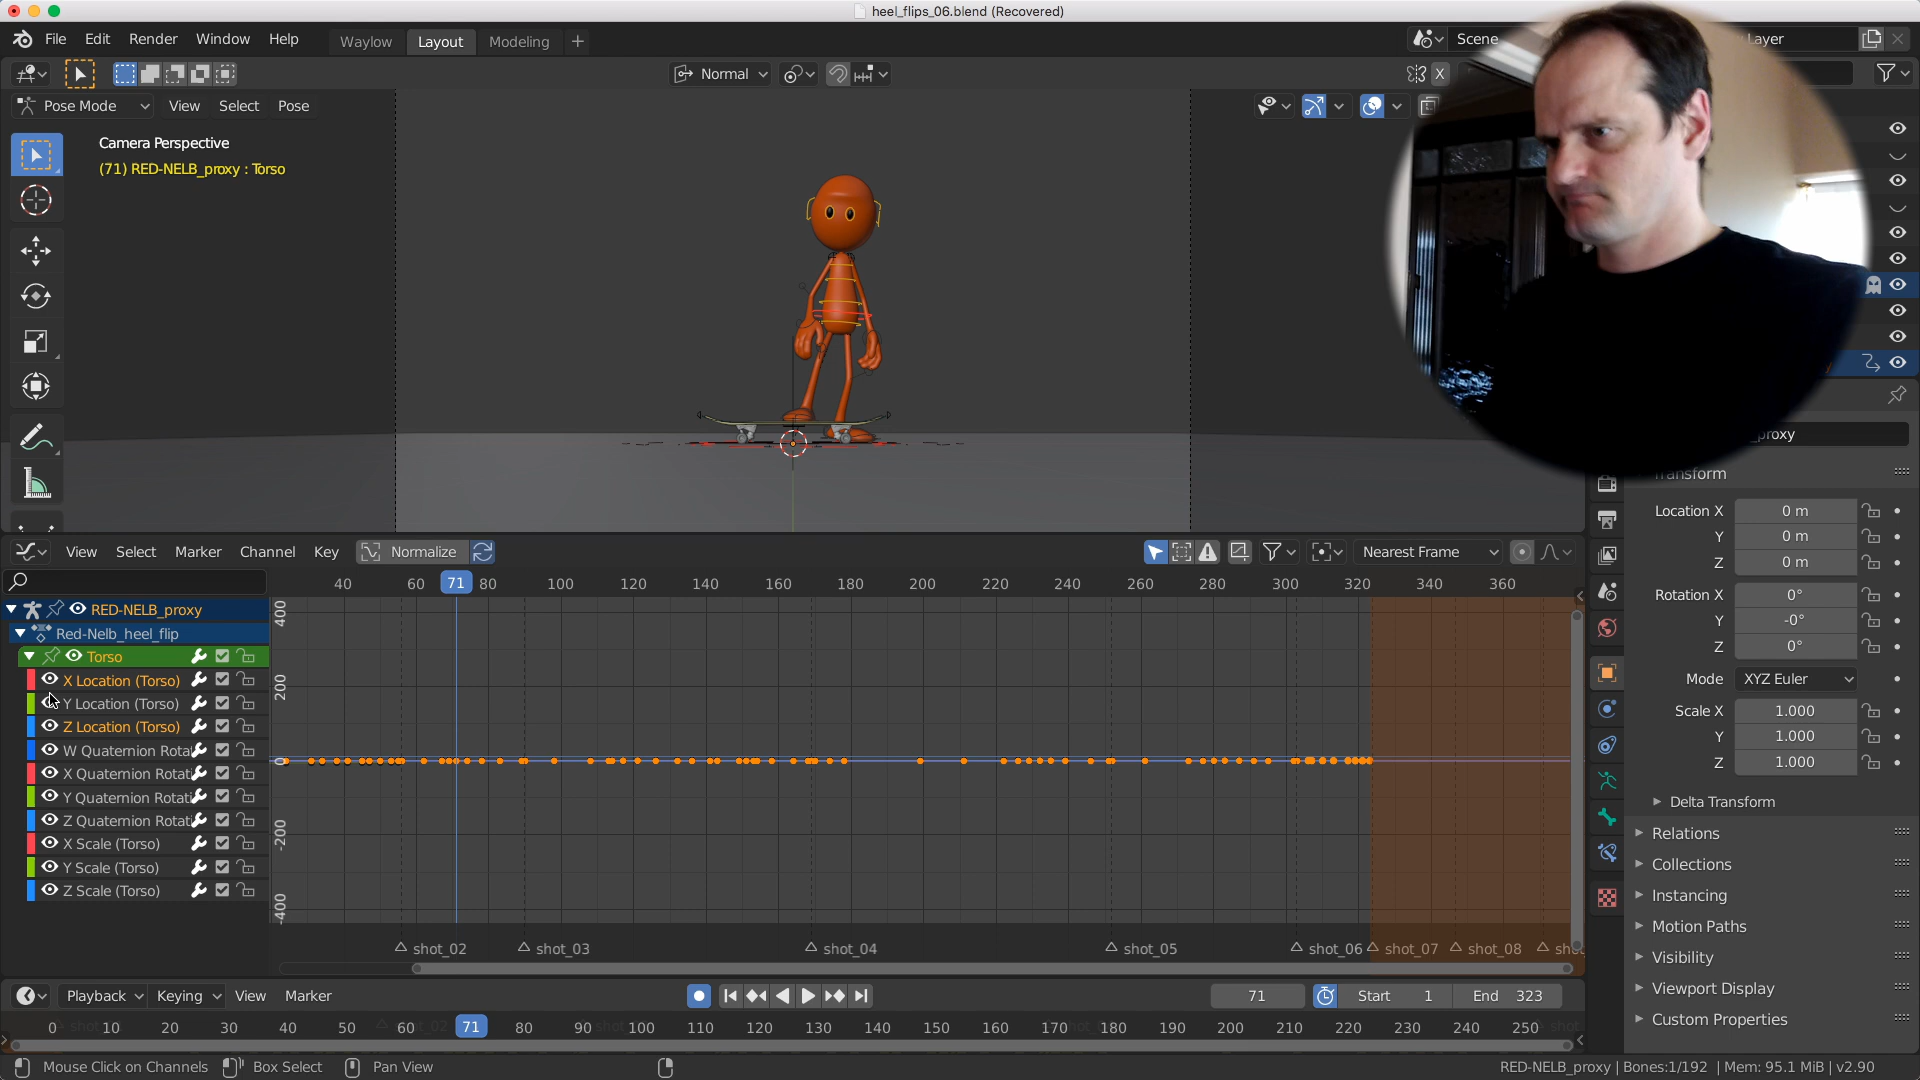 heel_flips_06.blend (Recovered)
File Edit Render Window Help Waylow Layout Modeling + Scene Layer
Normal X
Pose Mode View Select Pose
Camera Perspective
(71) RED-NELB_proxy : Torso
View Select Marker Channel Key Normalize Nearest Frame
40 60 71 80 100 120 140 160 180 200 220 240 260 280 300 320 340 360
RED-NELB_proxy
Red-Nelb_heel_flip
Torso
X Location (Torso)
Y Location (Torso)
Z Location (Torso)
W Quaternion Rota
X Quaternion Rotati
Y Quaternion Rotati
Z Quaternion Rotati
X Scale (Torso)
Y Scale (Torso)
Z Scale (Torso)
400
200
0
-200
-400
shot_02 shot_03 shot_04 shot_05 shot_06 shot_07 shot_08
proxy
Transform
Location X 0 m
Y 0 m
Z 0 m
Rotation X 0°
Y -0°
Z 0°
Mode XYZ Euler
Scale X 1.000
Y 1.000
Z 1.000
Delta Transform
Relations
Collections
Instancing
Motion Paths
Visibility
Viewport Display
Custom Properties
Playback Keying View Marker 71 Start 1 End 323
0 10 20 30 40 50 60 71 80 90 100 110 120 130 140 150 160 170 180 190 200 210 220 230 240 250
Mouse Click on Channels Box Select Pan View RED-NELB_proxy | Bones:1/192 | Mem: 95.1 MiB | v2.90